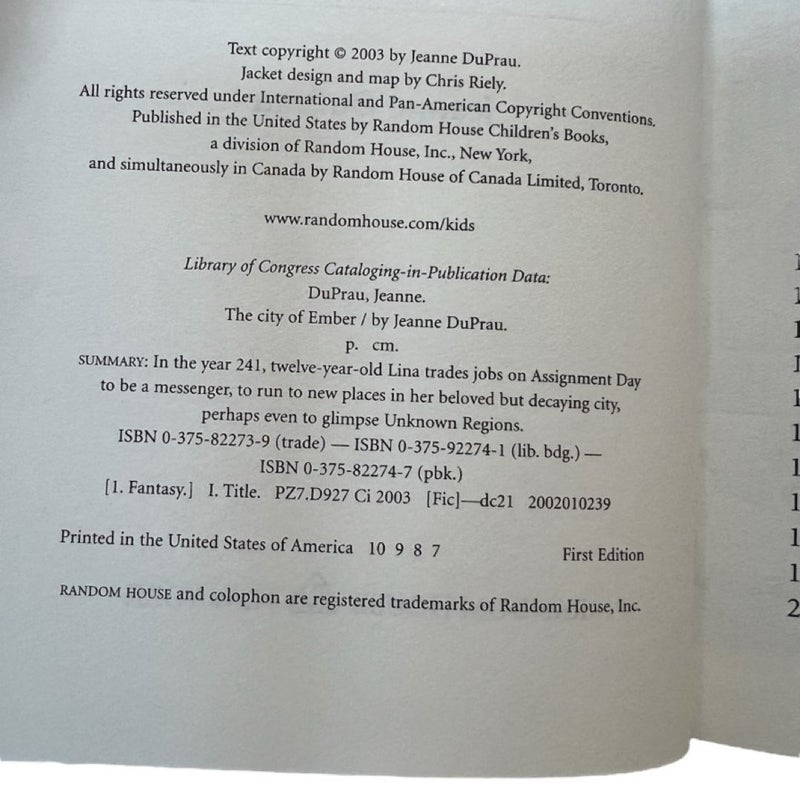 Text copyright © 2003 by Jeanne DuPrau.
Jacket design and map by Chris Riely.
All rights reserved under International and Pan-American Copyright Conventions.
Published in the United States by Random House Children's Books,
a division of Random House, Inc., New York,
and simultaneously in Canada by Random House of Canada Limited, Toronto.
www.randomhouse.com/kids
Library of Congress Cataloging-in-Publication Data:
DuPrau, Jeanne.
The city of Ember / by Jeanne DuPrau.
p. cm.
SUMMARY: In the year 241, twelve-year-old Lina trades jobs on Assignment Day
to be a messenger, to run to new places in her beloved but decaying city,
perhaps even to glimpse Unknown Regions.
ISBN 0-375-82273-9 (trade) — ISBN 0-375-92274-1 (lib. bdg.) —
ISBN 0-375-82274-7 (pbk.)
[1. Fantasy.] I. Title. PZ7.D927 Ci 2003 [Fic]—dc21 2002010239
Printed in the United States of America 10 9 8 7 First Edition
RANDOM HOUSE and colophon are registered trademarks of Random House, Inc.